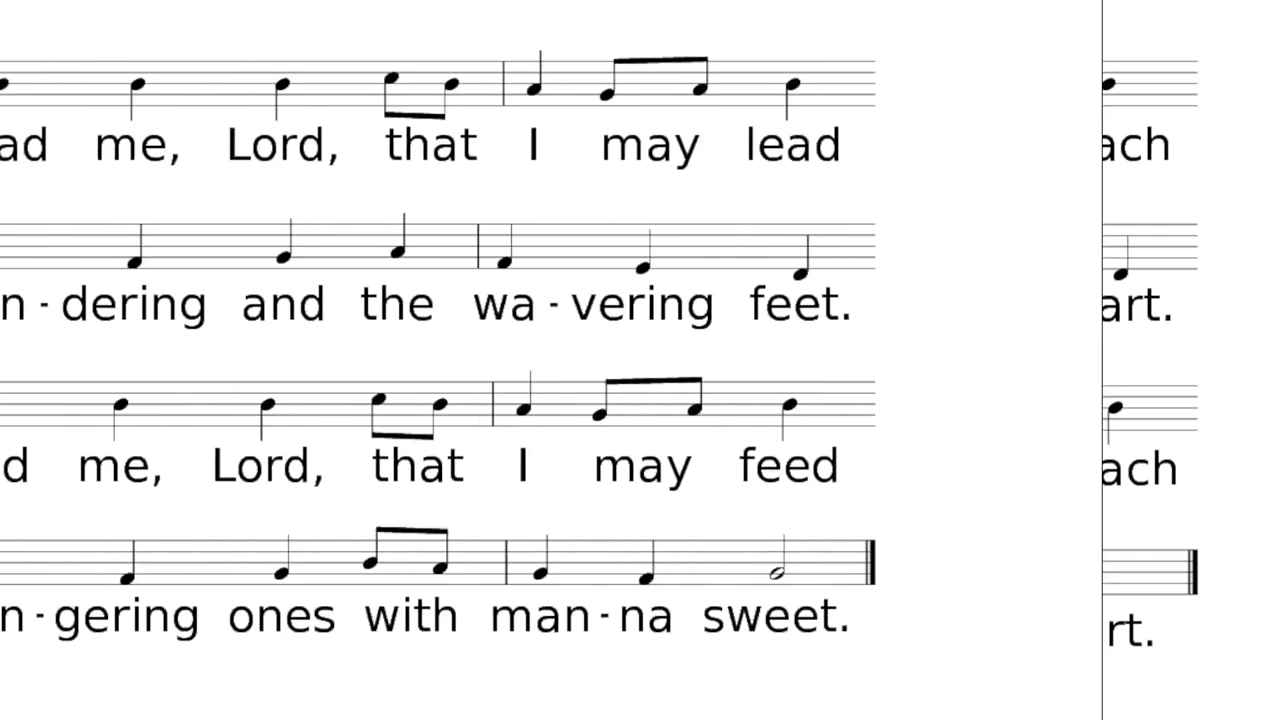 ad me, Lord, that I may lead
n - dering and the wa - vering feet.
d me, Lord, that I may feed
n - gering ones with man - na sweet.
ach
art.
ach
rt.